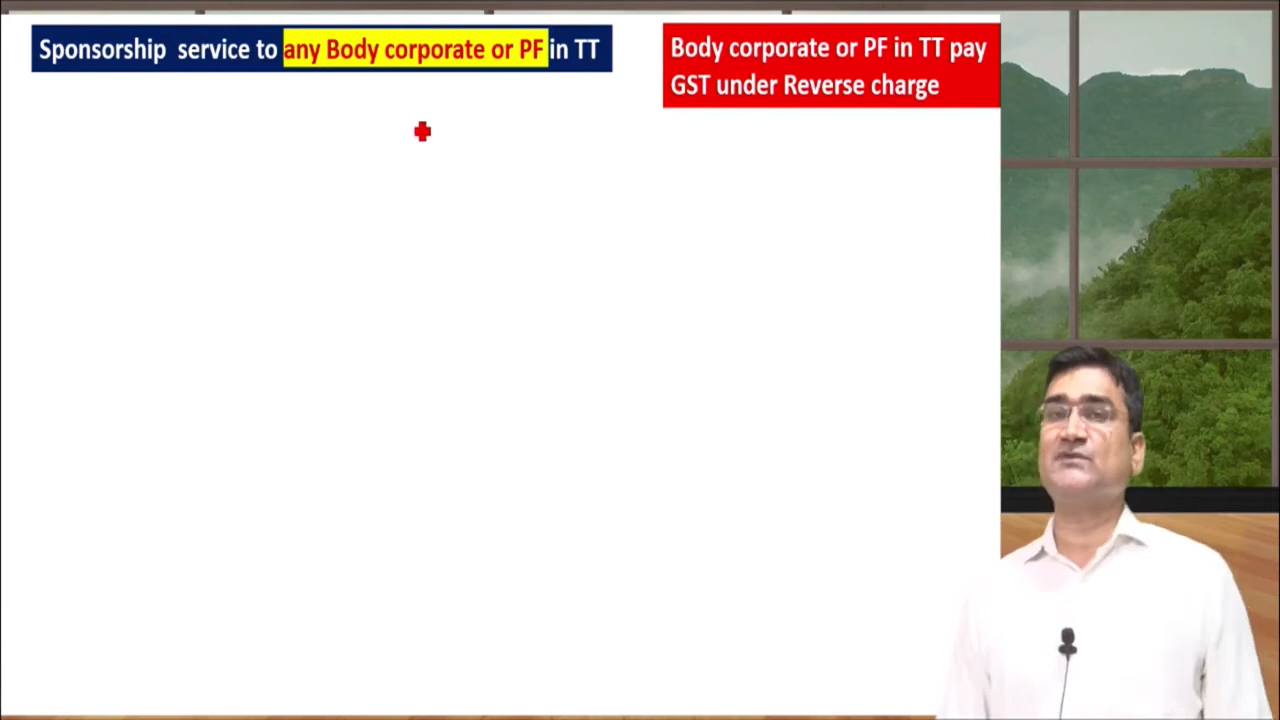 Sponsorship service to any Body corporate or PF in TT
Body corporate or PF in TT pay
GST under Reverse charge